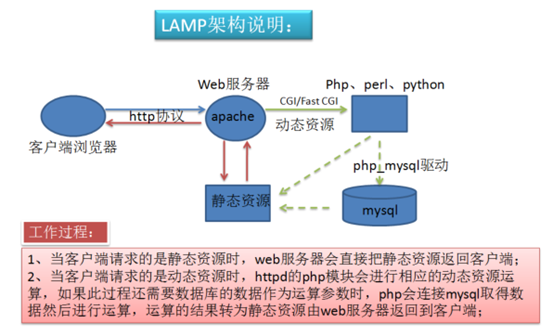 LAMP架构说明：
Web服务器
Php、perl、python
CGI/Fast CGI
http协议
apache
动态资源
客户端浏览器
php_mysql驱动
静态资源
mysql
工作过程：
1、当客户端请求的是静态资源时，web服务器会直接把静态资源返回客户端；
2、当客户端请求的是动态资源时，httpd的php模块会进行相应的动态资源运
算，如果此过程还需要数据库的数据作为运算参数时，php会连接mysql取得数
据然后进行运算，运算的结果转为静态资源由web服务器返回到客户端；